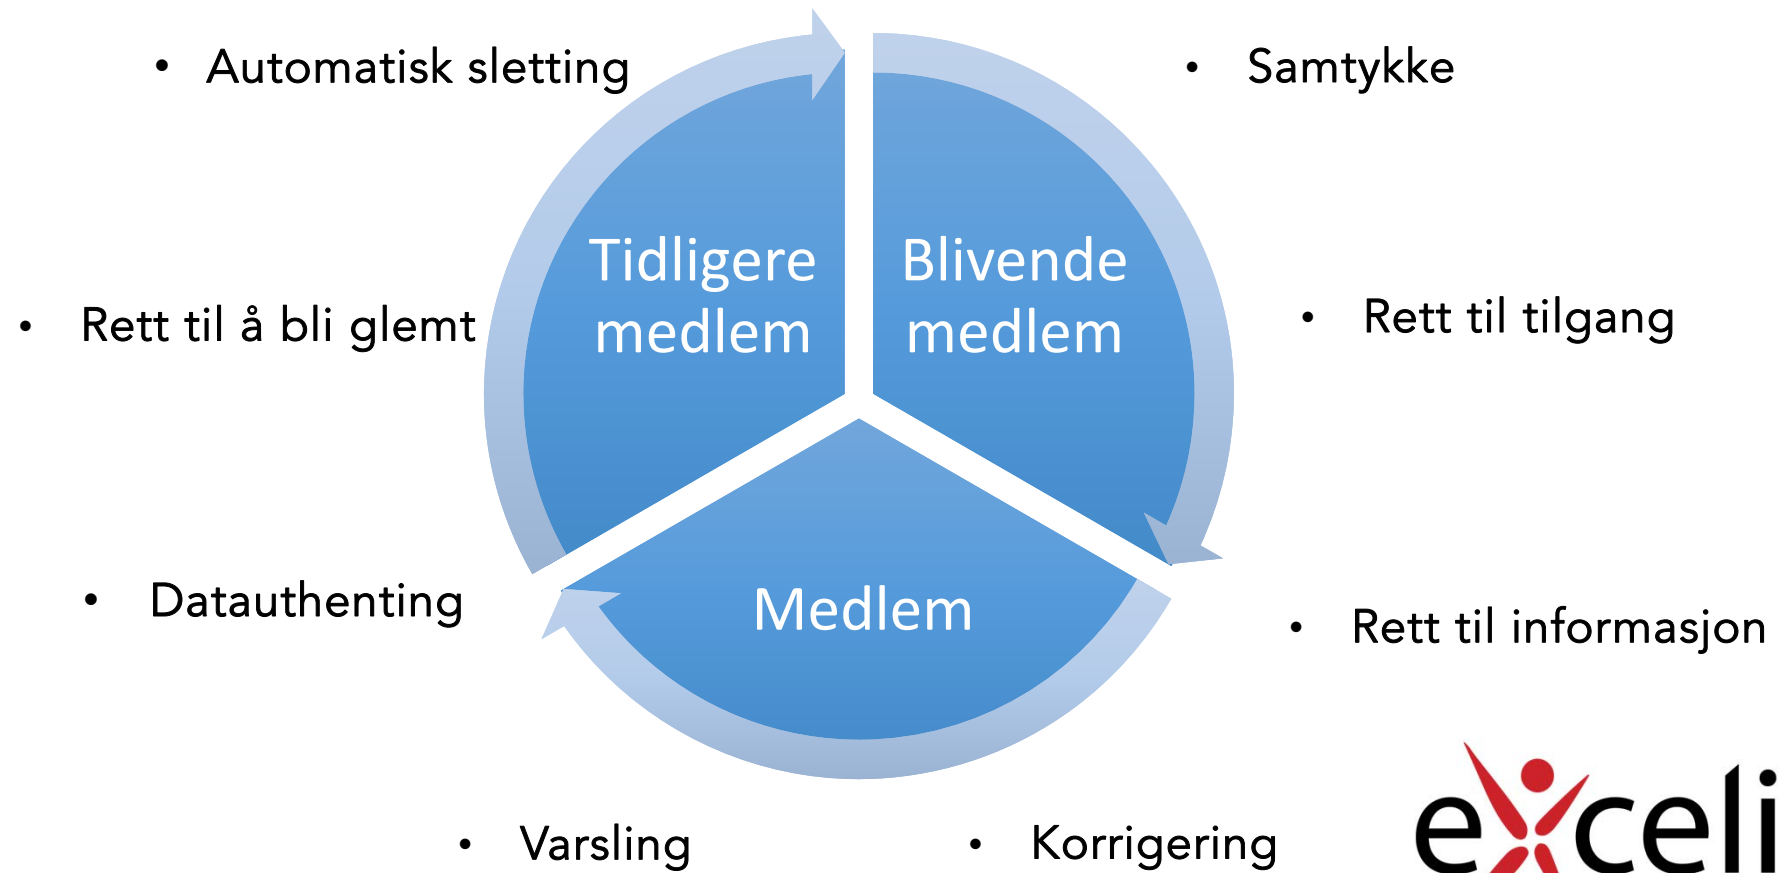 • Automatisk sletting
• Samtykke
Tidligere
medlem
Blivende
medlem
• Rett til å bli glemt
• Rett til tilgang
• Datauthenting
Medlem
• Rett til informasjon
• Varsling
• Korrigering
exceli